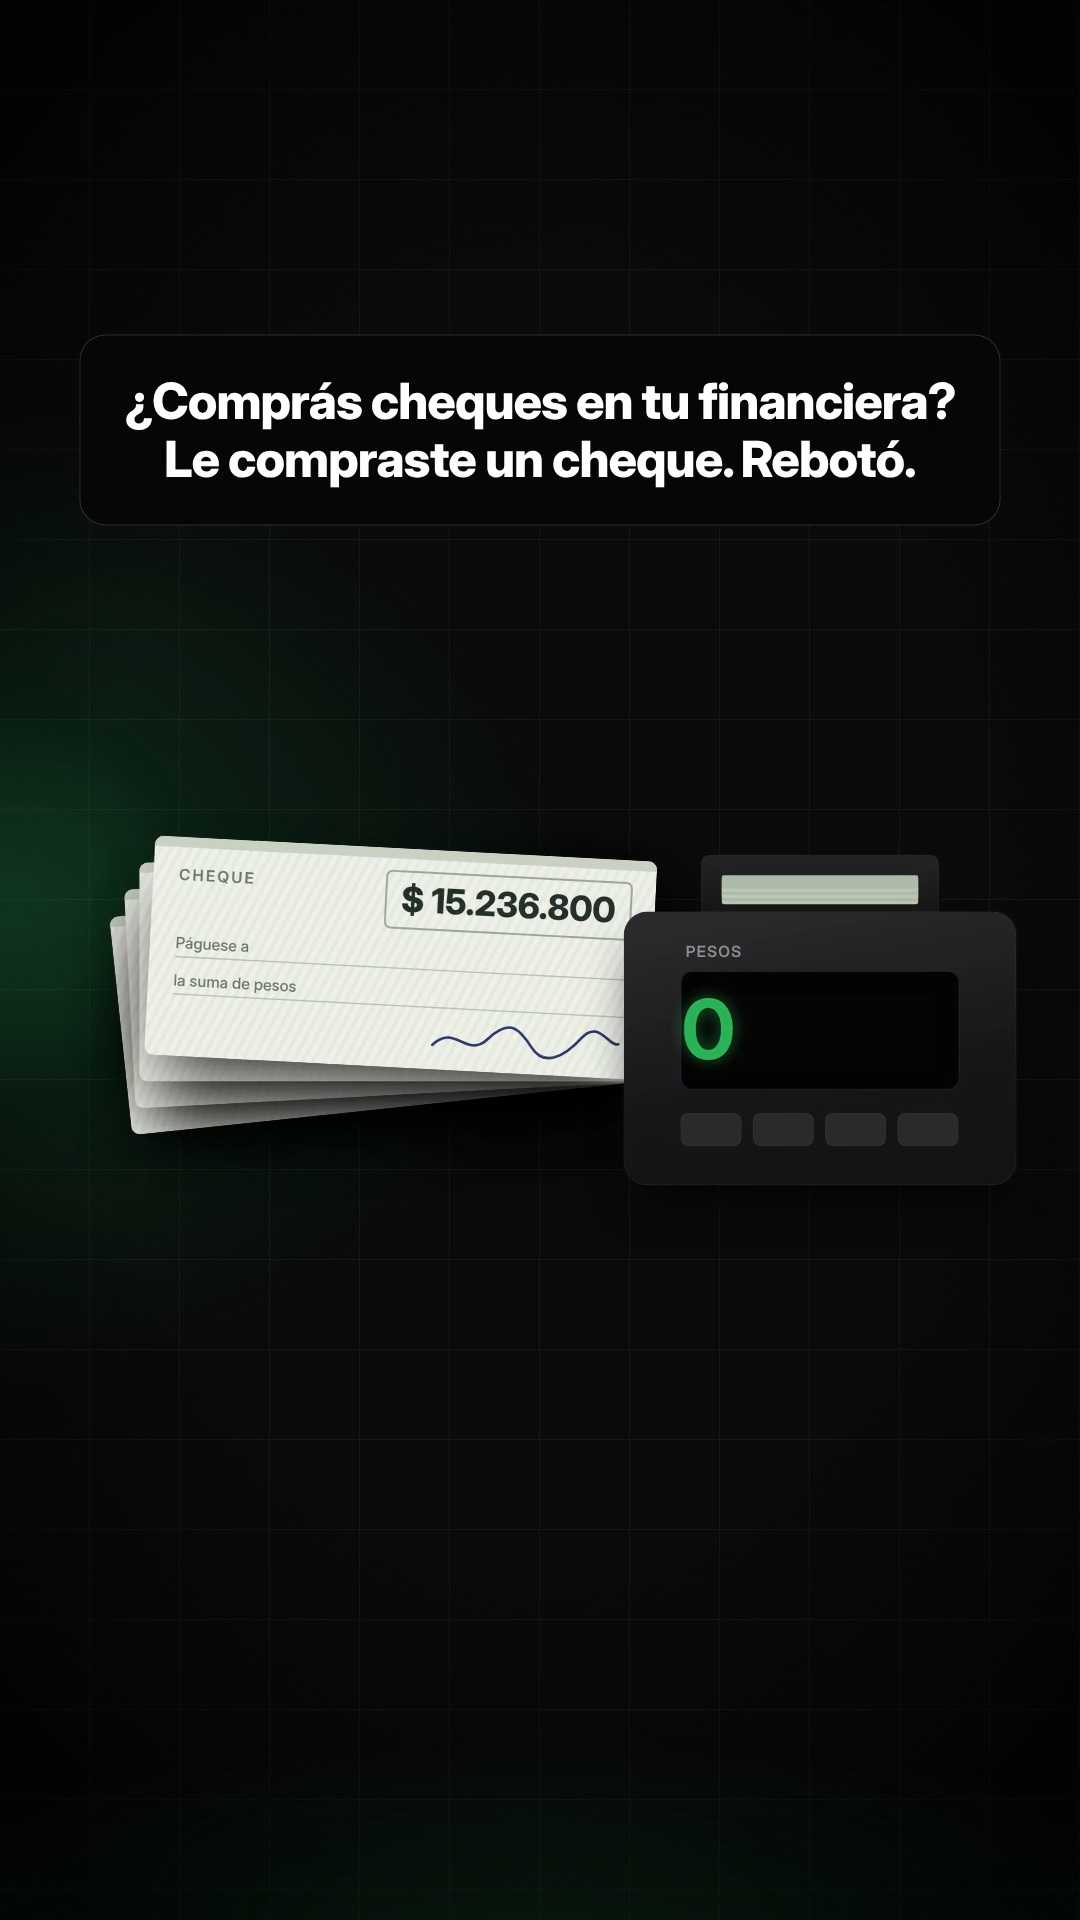 ¿Comprás cheques en tu financiera?
Le compraste un cheque. Rebotó.
CHEQUE
$ 15.236.800
Páguese a
la suma de pesos
PESOS
0